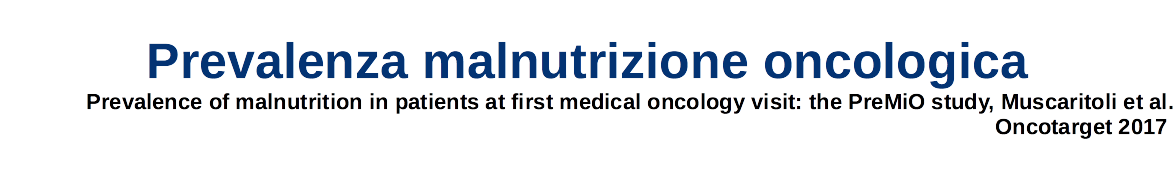 Prevalenza malnutrizione oncologica
Prevalence of malnutrition in patients at first medical oncology visit: the PreMiO study, Muscaritoli et al.
Oncotarget 2017